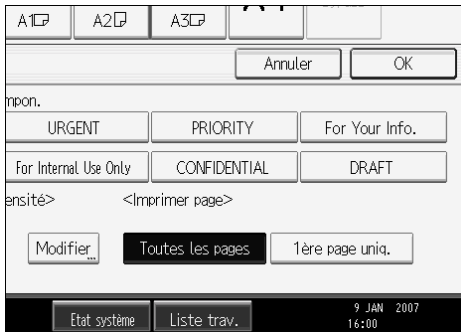 A1 A2 A3
Annuler OK
mpon.
URGENT PRIORITY For Your Info.
For Internal Use Only CONFIDENTIAL DRAFT
ensité> <Imprimer page>
Modifier Toutes les pages 1ère page uniq.
9 JAN 2007
Etat système Liste trav. 16:00